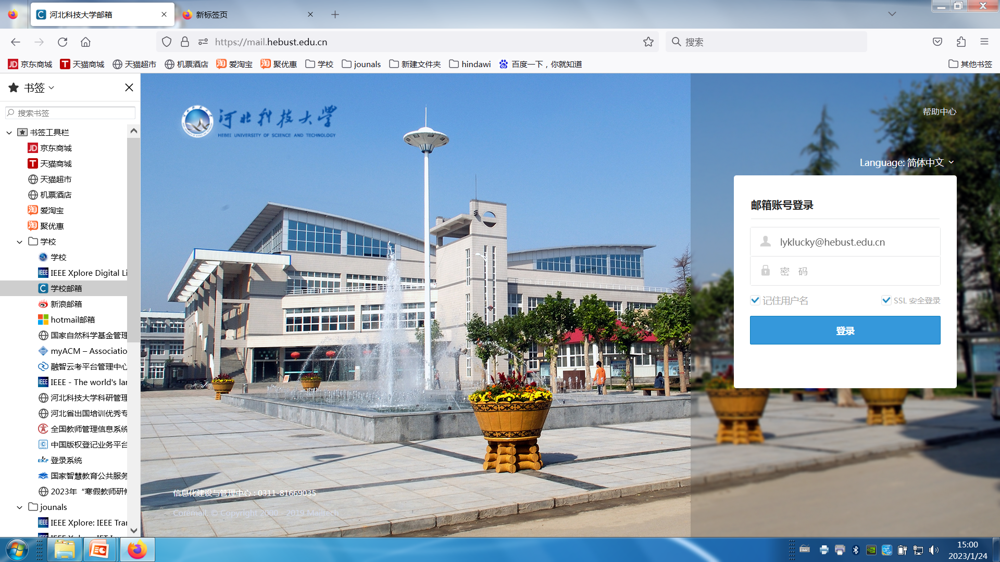 河北科技大学邮箱
新标签页
https://mail.hebust.edu.cn
搜索
京东商城
天猫商城
天猫超市
机票酒店
爱淘宝
聚优惠
学校
jounals
新建文件夹
hindawi
百度一下，你就知道
其他书签
书签
搜索书签
书签工具栏
京东商城
天猫商城
天猫超市
机票酒店
爱淘宝
聚优惠
学校
学校
IEEE Xplore Digital Li
学校邮箱
新浪邮箱
hotmail邮箱
国家自然科学基金管理
myACM – Associatio
融智云考平台管理中心
IEEE - The world's lar
河北科技大学科研管理
河北省出国培训优秀专
全国教师管理信息系统
中国版权登记业务平台
登录系统
国家智慧教育公共服务
2023年“寒假教师研修
jounals
IEEE Xplore: IEEE Tran
河北科技大学
HEBEI UNIVERSITY OF SCIENCE AND TECHNOLOGY
帮助中心
Language: 简体中文
邮箱账号登录
lyklucky@hebust.edu.cn
密 码
记住用户名
SSL 安全登录
登录
信息化建设与管理中心 : 0311-81669035
Coremail. © Copyright 2000 - 2019 Mailtech
15:00
2023/1/24